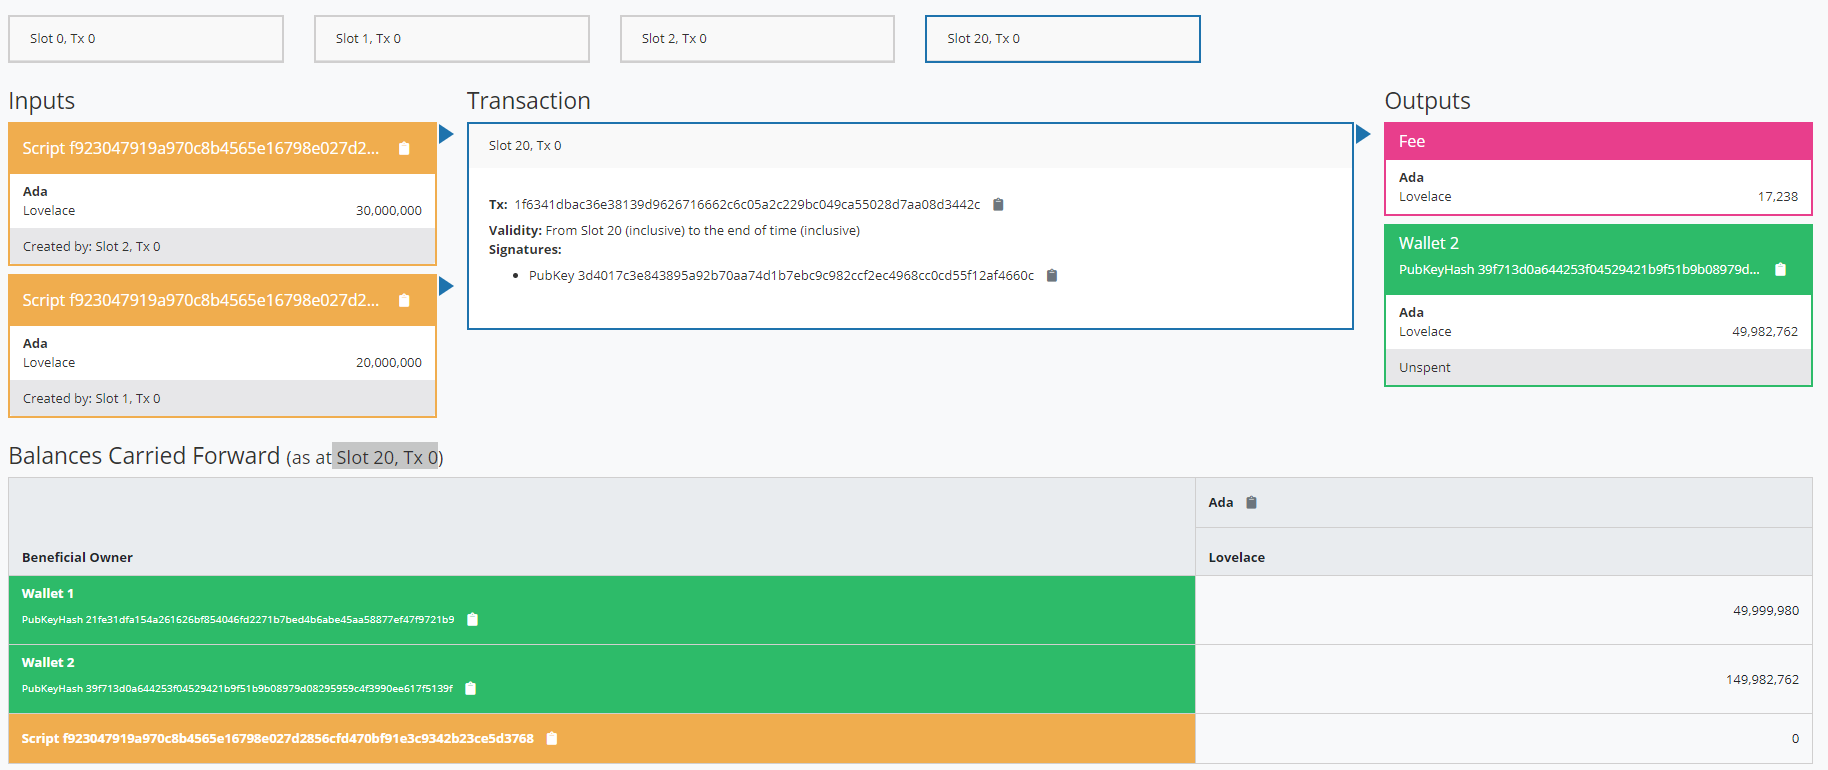 Slot 0, Tx 0
Slot 1, Tx 0
Slot 2, Tx 0
Slot 20, Tx 0
Inputs
Script f923047919a970c8b4565e16798e027d2...
Ada
Lovelace 30,000,000
Created by: Slot 2, Tx 0
Script f923047919a970c8b4565e16798e027d2...
Ada
Lovelace 20,000,000
Created by: Slot 1, Tx 0
Transaction
Slot 20, Tx 0
Tx: 1f6341dbac36e38139d9626716662c6c05a2c229bc049ca55028d7aa08d3442c
Validity: From Slot 20 (inclusive) to the end of time (inclusive)
Signatures:
• PubKey 3d4017c3e843895a92b70aa74d1b7ebc9c982ccf2ec4968cc0cd55f12af4660c
Outputs
Fee
Ada
Lovelace 17,238
Wallet 2
PubKeyHash 39f713d0a644253f04529421b9f51b9b08979d...
Ada
Lovelace 49,982,762
Unspent
Balances Carried Forward (as at Slot 20, Tx 0)
Ada
Beneficial Owner Lovelace
Wallet 1
PubKeyHash 21fe31dfa154a261626bf854046fd2271b7bed4b6abe45aa58877ef47f9721b9
49,999,980
Wallet 2
PubKeyHash 39f713d0a644253f04529421b9f51b9b08979d08295959c4f3990ee617f5139f
149,982,762
Script f923047919a970c8b4565e16798e027d2856cfd470bf91e3c9342b23ce5d3768 0